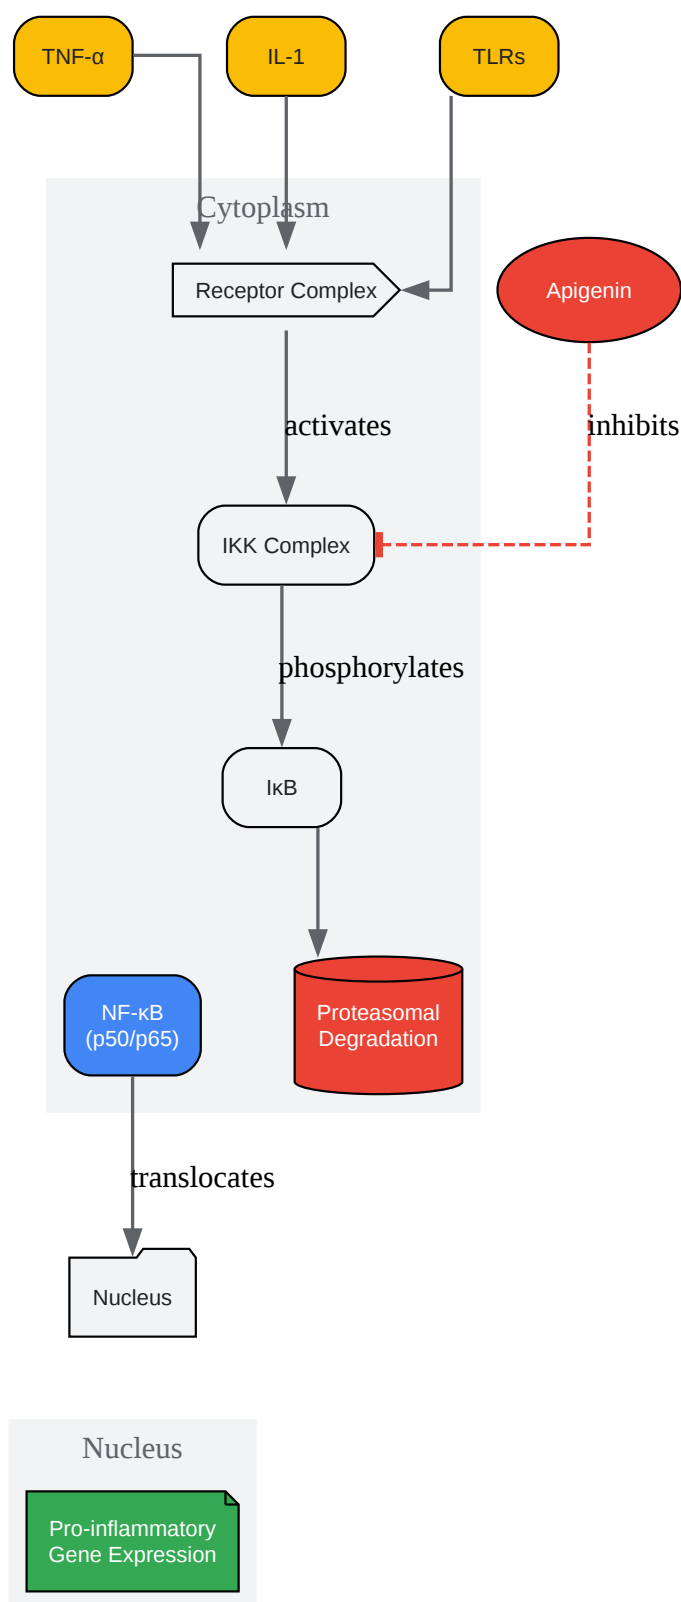 TNF-α
IL-1
TLRs
Cytoplasm
Receptor Complex
Apigenin
activates
inhibits
IKK Complex
phosphorylates
IκB
NF-κB
(p50/p65)
Proteasomal
Degradation
translocates
Nucleus
Nucleus
Pro-inflammatory
Gene Expression